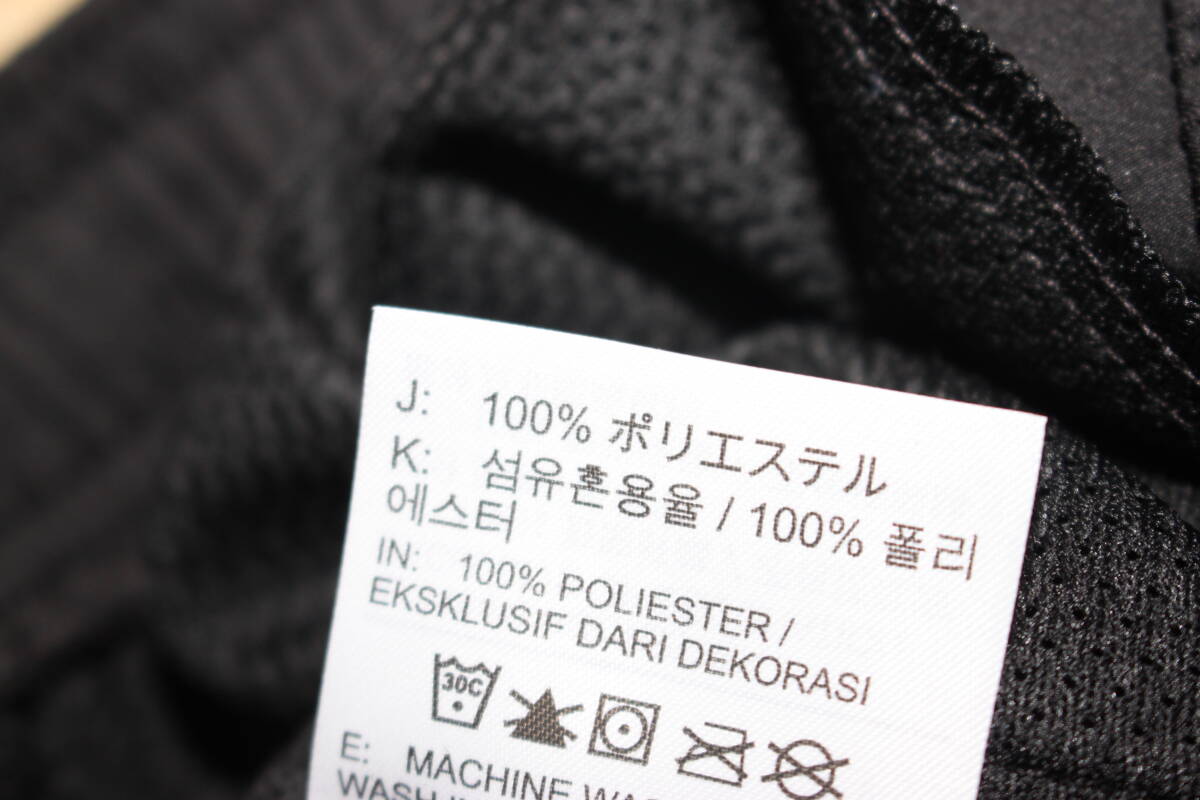 J: 100% ポリエステル
K: 섬유혼용율 / 100% 폴리
에스터
IN: 100% POLIESTER /
EKSKLUSIF DARI DEKORASI
30C
E: MACHINE
WASH